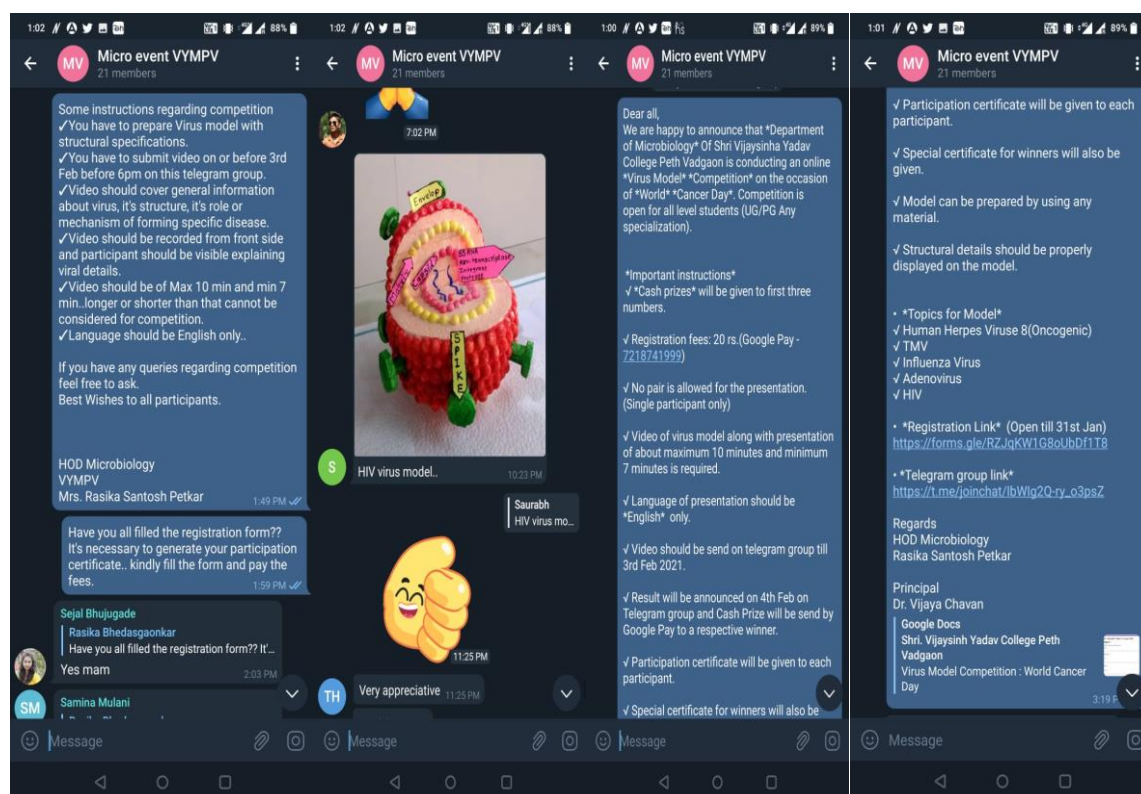 1:02
88%
MV
Micro event VYMPV
21 members
Some instructions regarding competition
✓You have to prepare Virus model with
structural specifications.
✓You have to submit video on or before 3rd
Feb before 6pm on this telegram group.
✓Video should cover general information
about virus, it's structure, it's role or
mechanism of forming specific disease.
✓Video should be recorded from front side
and participant should be visible explaining
viral details.
✓Video should be of Max 10 min and min 7
min..longer or shorter than that cannot be
considered for competition.
✓Language should be English only..
If you have any queries regarding competition
feel free to ask.
Best Wishes to all participants.
HOD Microbiology
VYMPV
Mrs. Rasika Santosh Petkar
1:49 PM
Have you all filled the registration form??
It's necessary to generate your participation
certificate.. kindly fill the form and pay the
fees.
1:59 PM
Sejal Bhujugade
Rasika Bhedasgaonkar
Have you all filled the registration form?? It'...
Yes mam
2:03 PM
SM
Samina Mulani
Message
1:02
88%
MV
Micro event VYMPV
21 members
7:02 PM
Envelop
SPIKE
S
HIV virus model..
10:23 PM
Saurabh
HIV virus mo...
11:25 PM
TH
Very appreciative
11:25 PM
Message
1:00
89%
MV
Micro event VYMPV
21 members
Dear all,
We are happy to announce that *Department
of Microbiology* Of Shri Vijaysinha Yadav
College Peth Vadgaon is conducting an online
*Virus Model* *Competition* on the occasion
of *World* *Cancer Day*. Competition is
open for all level students (UG/PG Any
specialization).
*Important instructions*
√ *Cash prizes* will be given to first three
numbers.
√ Registration fees: 20 rs.(Google Pay -
7218741999)
√ No pair is allowed for the presentation.
(Single participant only)
√ Video of virus model along with presentation
of about maximum 10 minutes and minimum
7 minutes is required.
√ Language of presentation should be
*English* only.
√ Video should be send on telegram group till
3rd Feb 2021.
√ Result will be announced on 4th Feb on
Telegram group and Cash Prize will be send by
Google Pay to a respective winner.
√ Participation certificate will be given to each
participant.
√ Special certificate for winners will also be
Message
1:01
89%
MV
Micro event VYMPV
21 members
√ Participation certificate will be given to each
participant.
√ Special certificate for winners will also be
given.
√ Model can be prepared by using any
material.
√ Structural details should be properly
displayed on the model.
• *Topics for Model*
√ Human Herpes Viruse 8(Oncogenic)
√ TMV
√ Influenza Virus
√ Adenovirus
√ HIV
• *Registration Link* (Open till 31st Jan)
https://forms.gle/RZJqKW1G8oUbDf1T8
• *Telegram group link*
https://t.me/joinchat/IbWIg2Q-ry_o3psZ
Regards
HOD Microbiology
Rasika Santosh Petkar
Principal
Dr. Vijaya Chavan
Google Docs
Shri. Vijaysinh Yadav College Peth
Vadgaon
Virus Model Competition : World Cancer
Day
3:19 P
Message